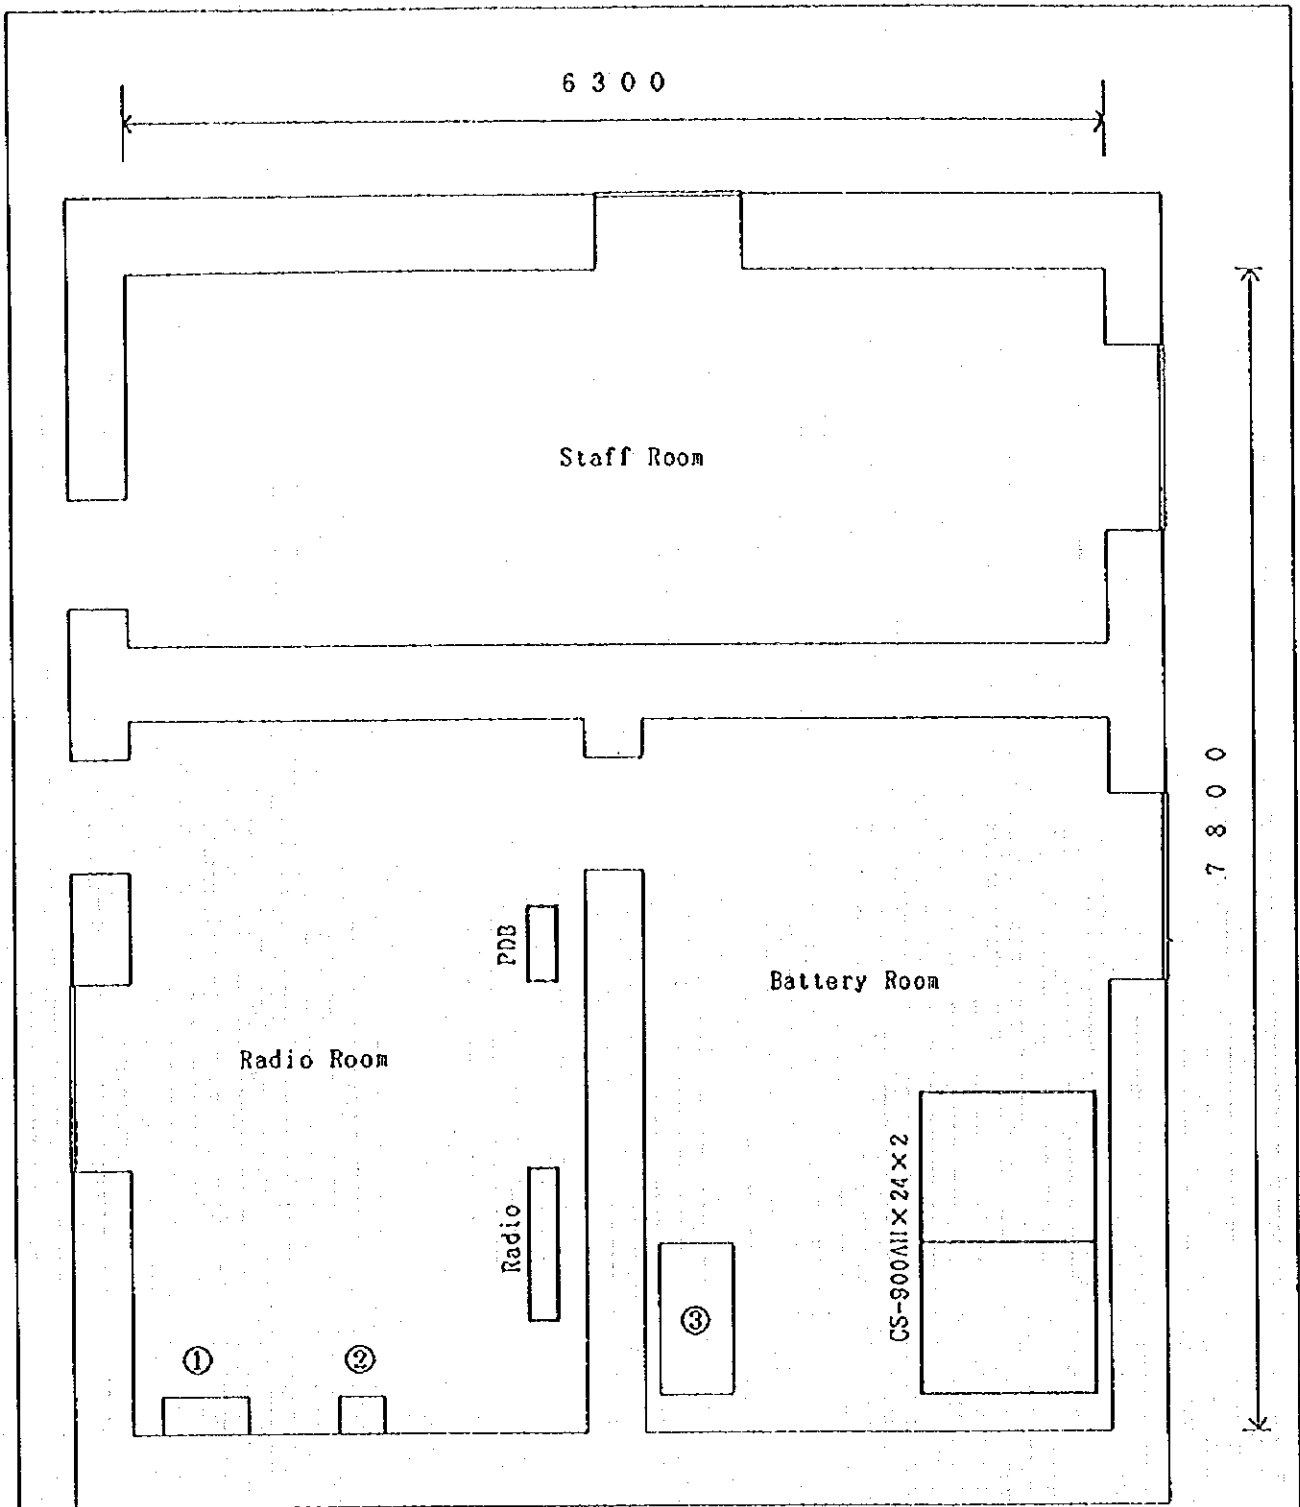 6300
Staff Room
7800
PDB
Battery Room
Radio Room
CS-900AH×24×2
Radio
③
①
②